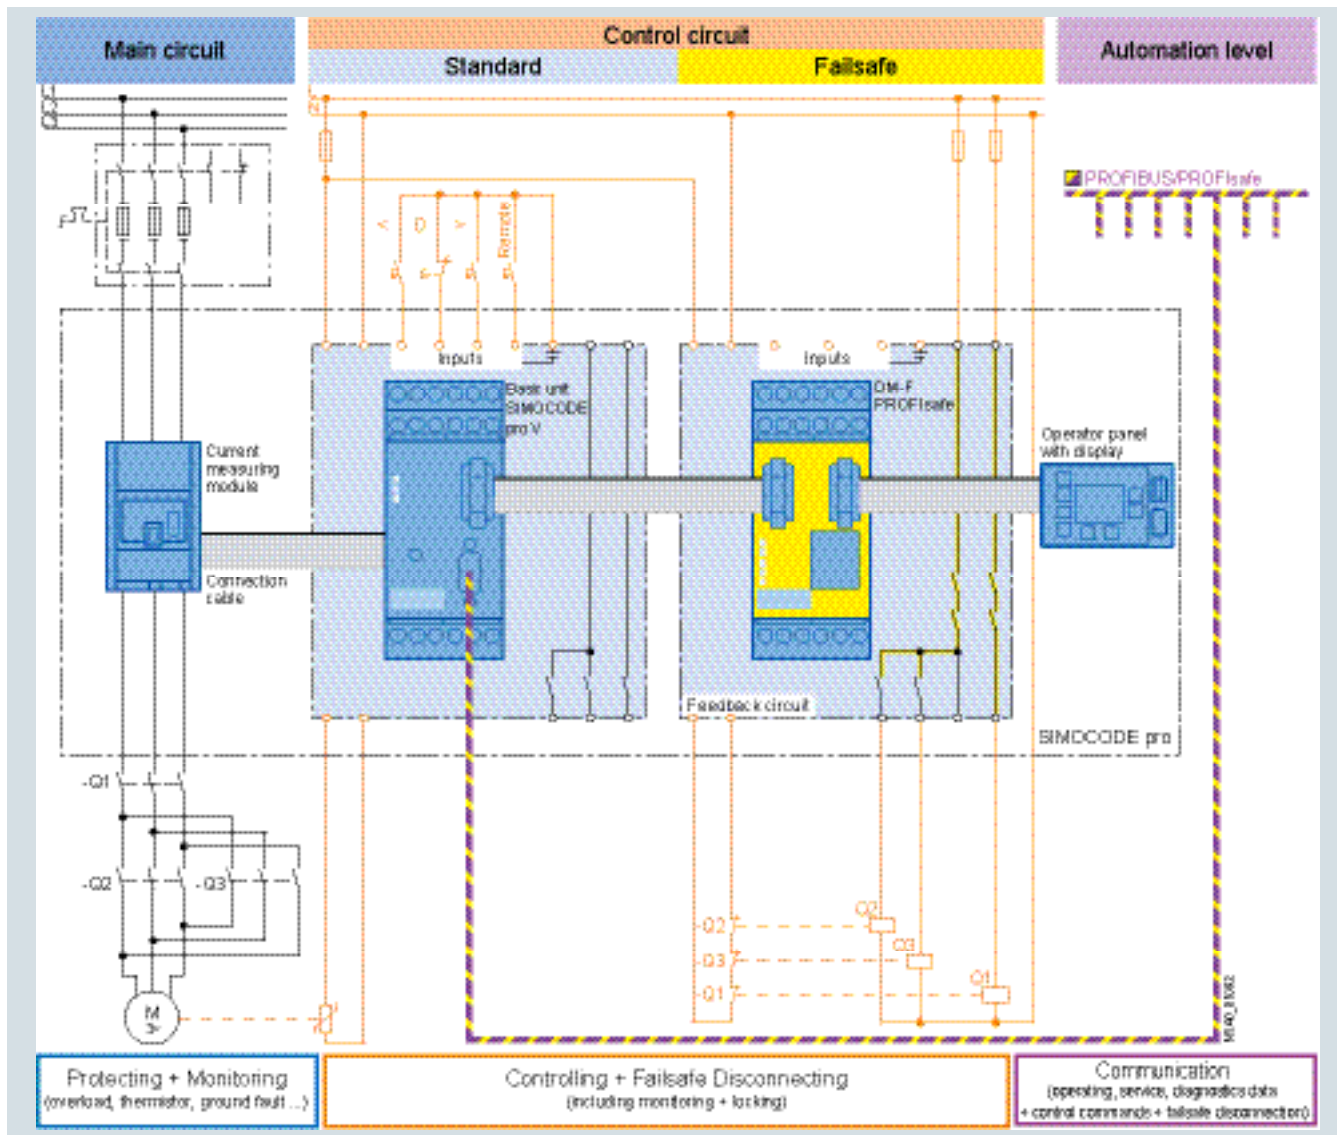 Main circuit
Control circuit
Standard
Failsafe
Automation level
PROFIBUS/PROFIsafe
Remote
Inputs
Inputs
Basic unit
SIMOCODE
pro V
DM-F
PROFIsafe
Operator panel
with display
Current
measuring
module
Connection
cable
Feedback circuit
SIMOCODE pro
-Q1
-Q2
-Q3
-Q2
-Q3
-Q1
Q2
Q3
Q1
M
3~
Protecting + Monitoring
(overload, thermistor, ground fault ...)
Controlling + Failsafe Disconnecting
(including monitoring + locking)
Communication
(operating, service, diagnostics data
+ control commands + failsafe disconnection)